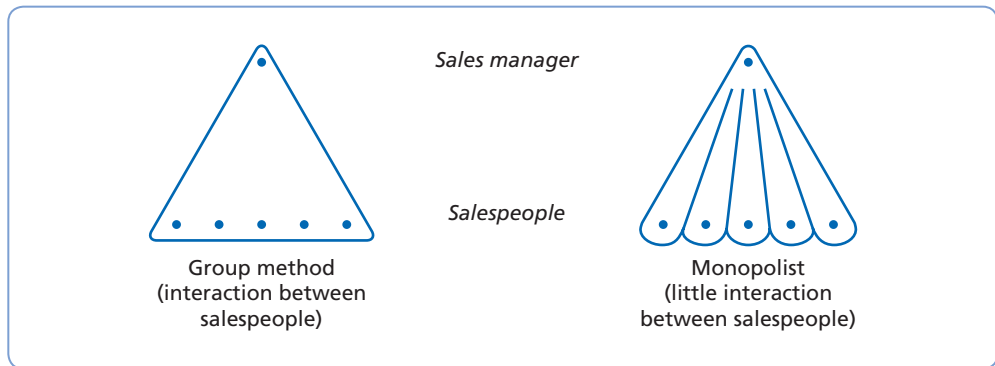 Sales manager
Salespeople
Group method
(interaction between
salespeople)
Monopolist
(little interaction
between salespeople)